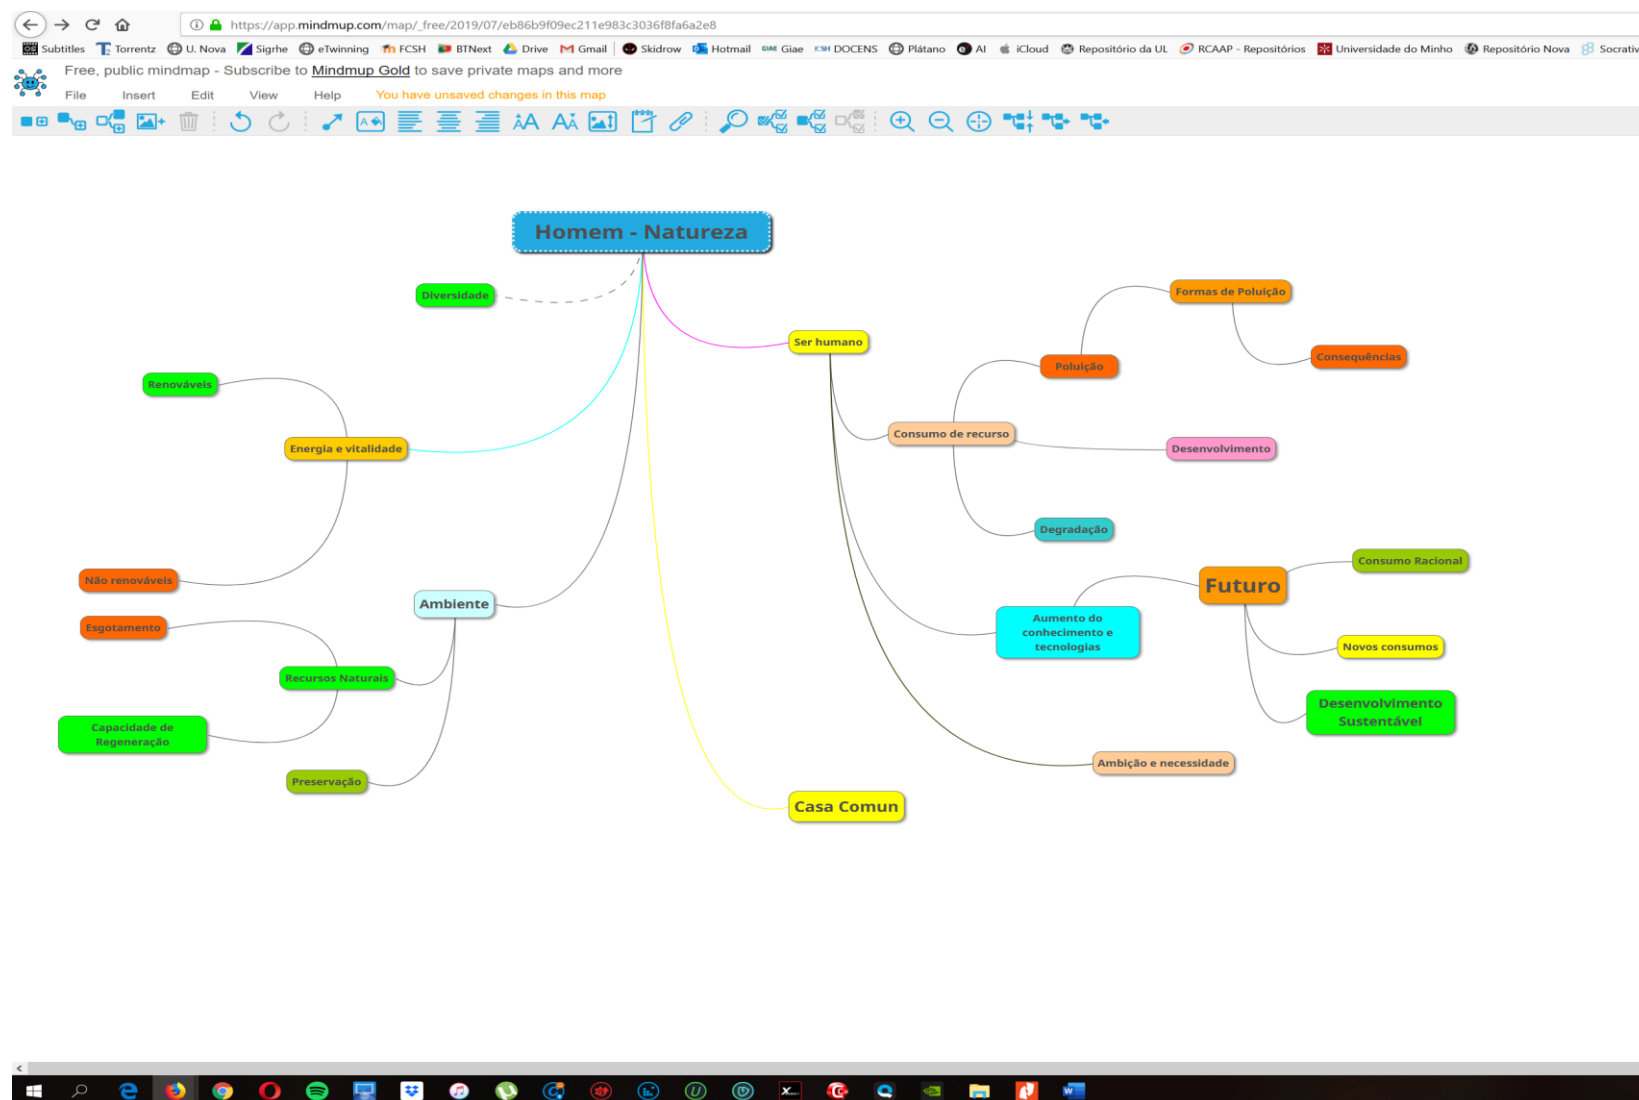 https://app.mindmup.com/map/_free/2019/07/eb86b9f09ec211e983c3036f8fa6a2e8
Subtitles Torrentz U. Nova Sigrhe eTwinning FCSH BTNext Drive Gmail Skidrow Hotmail GIAE Giae DOCENS Plátano AI iCloud Repositório da UL RCAAP - Repositórios Universidade do Minho Repositório Nova Socrativ
Free, public mindmap - Subscribe to Mindmup Gold to save private maps and more
File Insert Edit View Help You have unsaved changes in this map
Homem - Natureza
Diversidade
Formas de Poluição
Ser humano
Consequências
Poluição
Renováveis
Consumo de recurso
Energia e vitalidade
Desenvolvimento
Degradação
Consumo Racional
Não renováveis
Futuro
Ambiente
Aumento do
conhecimento e
tecnologias
Esgotamento
Novos consumos
Recursos Naturais
Desenvolvimento
Sustentável
Capacidade de
Regeneração
Ambição e necessidade
Preservação
Casa Comun